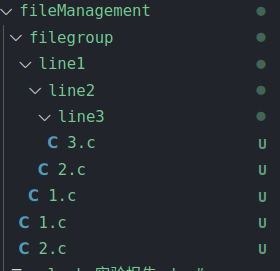 fileManagement
filegroup
line1
line2
line3
C 3.c U
C 2.c U
C 1.c U
C 1.c U
C 2.c U